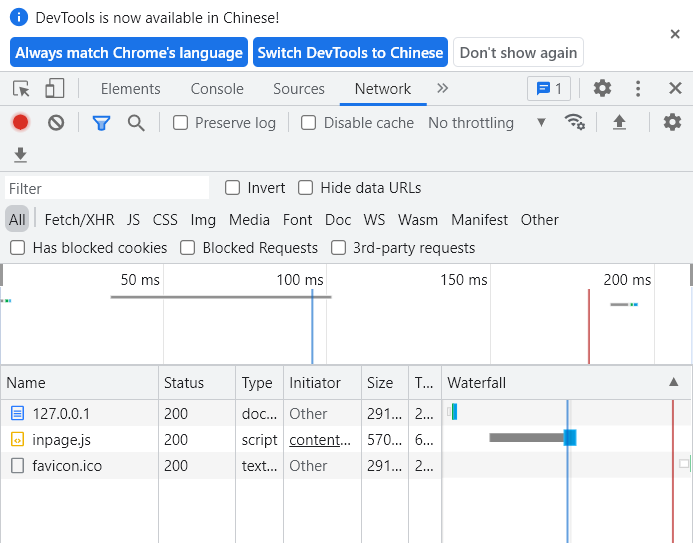 DevTools is now available in Chinese!
Always match Chrome's language Switch DevTools to Chinese Don't show again
Elements Console Sources Network 1
Preserve log Disable cache No throttling
Filter Invert Hide data URLs
All Fetch/XHR JS CSS Img Media Font Doc WS Wasm Manifest Other
Has blocked cookies Blocked Requests 3rd-party requests
50 ms 100 ms 150 ms 200 ms
Name Status Type Initiator Size T... Waterfall
127.0.0.1 200 doc... Other 291... 2...
inpage.js 200 script content... 570... 6...
favicon.ico 200 text... Other 291... 2...